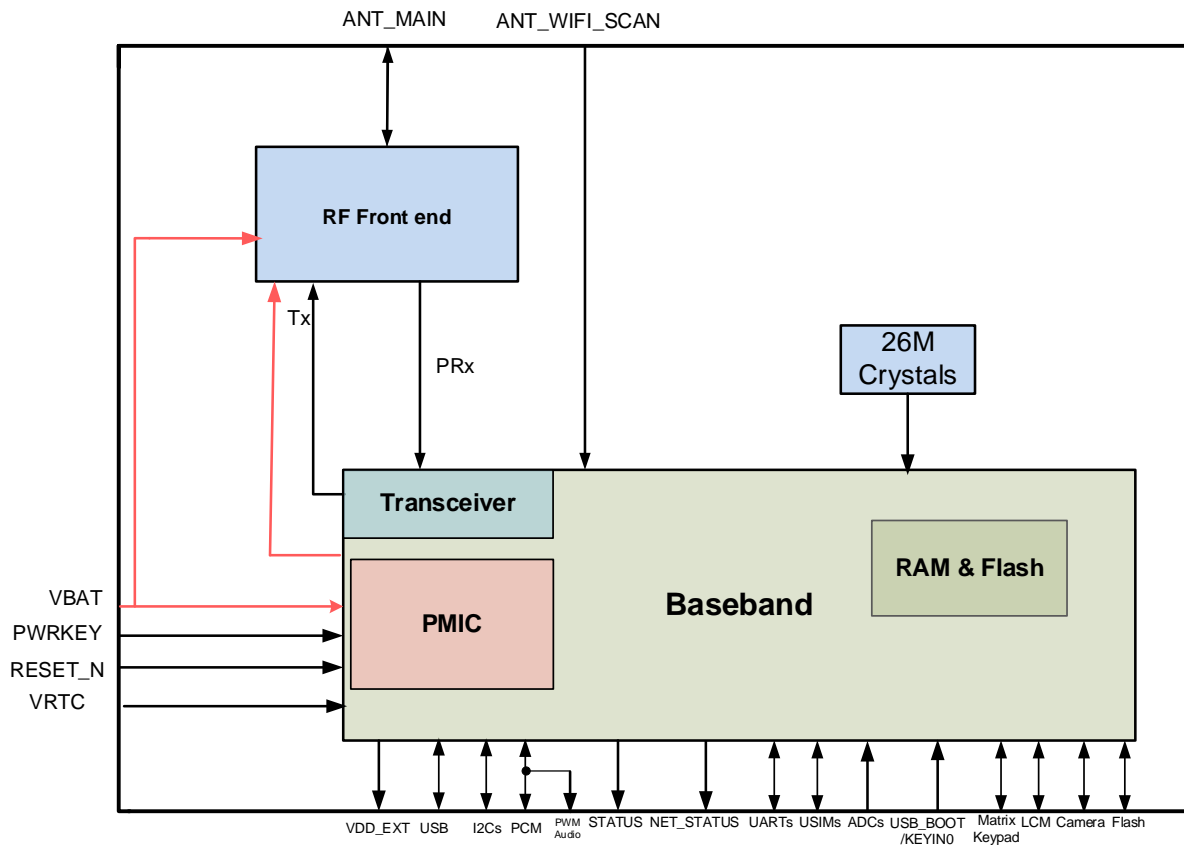 ANT_MAIN
ANT_WIFI_SCAN
RF Front end
Tx
PRx
26M
Crystals
Transceiver
RAM & Flash
Baseband
PMIC
VBAT
PWRKEY
RESET_N
VRTC
VDD_EXT
USB
I2Cs
PCM
PWM
Audio
STATUS
NET_STATUS
UARTs
USIMs
ADCs
USB_BOOT
/KEYIN0
Matrix
Keypad
LCM
Camera
Flash